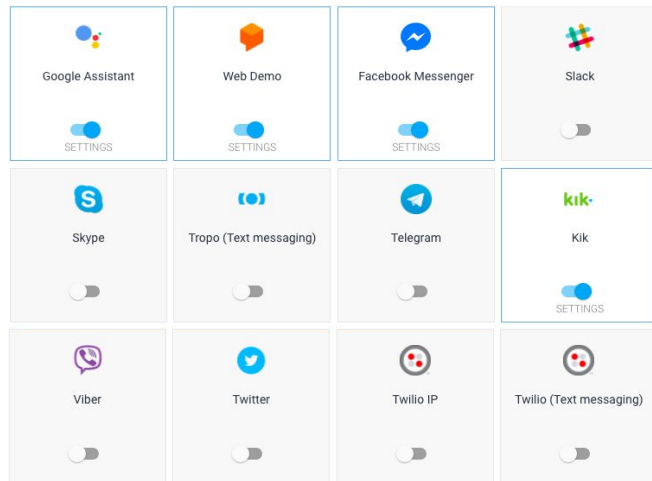 Google Assistant
Web Demo
Facebook Messenger
Slack
SETTINGS
SETTINGS
SETTINGS
S
kik
Skype
Tropo (Text messaging)
Telegram
Kik
SETTINGS
Viber
Twitter
Twilio IP
Twilio (Text messaging)